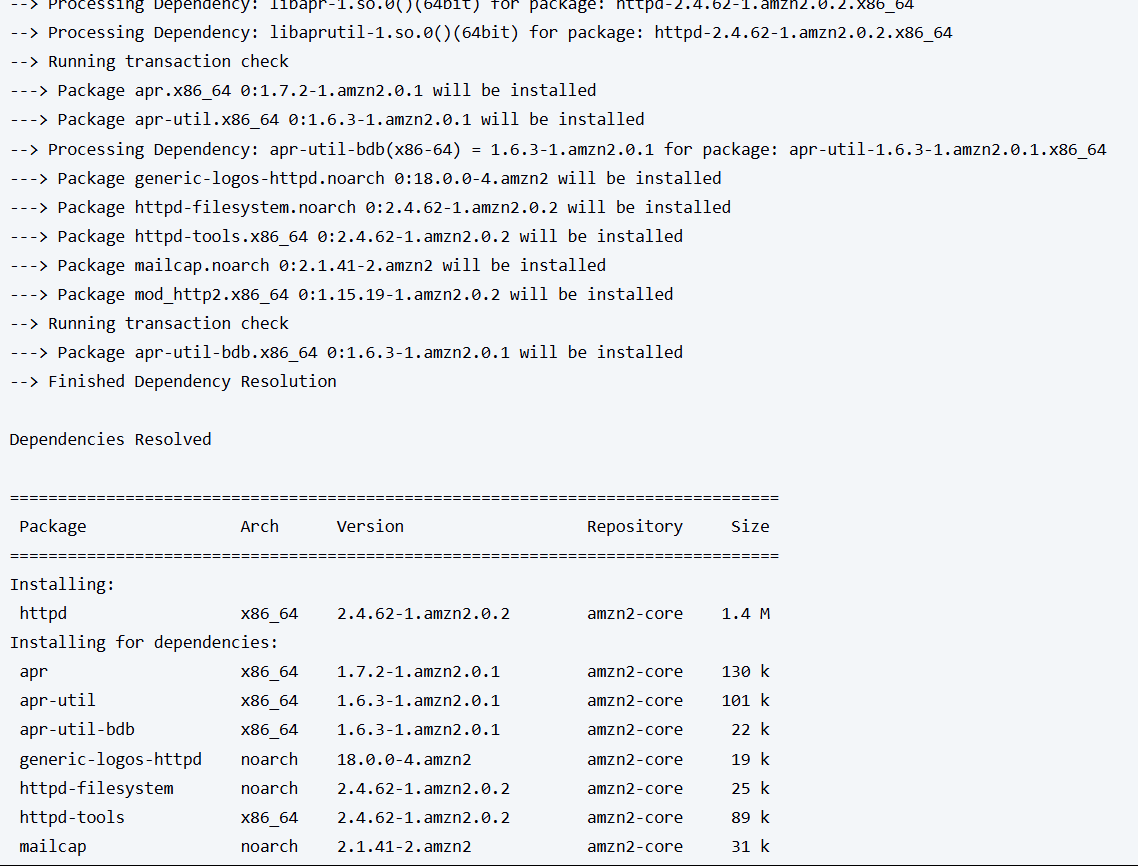 --> Processing Dependency: libapr-1.so.0()(64bit) for package: httpd-2.4.62-1.amzn2.0.2.x86_64
--> Processing Dependency: libaprutil-1.so.0()(64bit) for package: httpd-2.4.62-1.amzn2.0.2.x86_64
--> Running transaction check
---> Package apr.x86_64 0:1.7.2-1.amzn2.0.1 will be installed
---> Package apr-util.x86_64 0:1.6.3-1.amzn2.0.1 will be installed
--> Processing Dependency: apr-util-bdb(x86-64) = 1.6.3-1.amzn2.0.1 for package: apr-util-1.6.3-1.amzn2.0.1.x86_64
---> Package generic-logos-httpd.noarch 0:18.0.0-4.amzn2 will be installed
---> Package httpd-filesystem.noarch 0:2.4.62-1.amzn2.0.2 will be installed
---> Package httpd-tools.x86_64 0:2.4.62-1.amzn2.0.2 will be installed
---> Package mailcap.noarch 0:2.1.41-2.amzn2 will be installed
---> Package mod_http2.x86_64 0:1.15.19-1.amzn2.0.2 will be installed
--> Running transaction check
---> Package apr-util-bdb.x86_64 0:1.6.3-1.amzn2.0.1 will be installed
--> Finished Dependency Resolution

Dependencies Resolved

================================================================================
 Package                Arch      Version                   Repository     Size
================================================================================
Installing:
 httpd                  x86_64    2.4.62-1.amzn2.0.2        amzn2-core    1.4 M
Installing for dependencies:
 apr                    x86_64    1.7.2-1.amzn2.0.1         amzn2-core    130 k
 apr-util               x86_64    1.6.3-1.amzn2.0.1         amzn2-core    101 k
 apr-util-bdb           x86_64    1.6.3-1.amzn2.0.1         amzn2-core     22 k
 generic-logos-httpd    noarch    18.0.0-4.amzn2            amzn2-core     19 k
 httpd-filesystem       noarch    2.4.62-1.amzn2.0.2        amzn2-core     25 k
 httpd-tools            x86_64    2.4.62-1.amzn2.0.2        amzn2-core     89 k
 mailcap                noarch    2.1.41-2.amzn2            amzn2-core     31 k